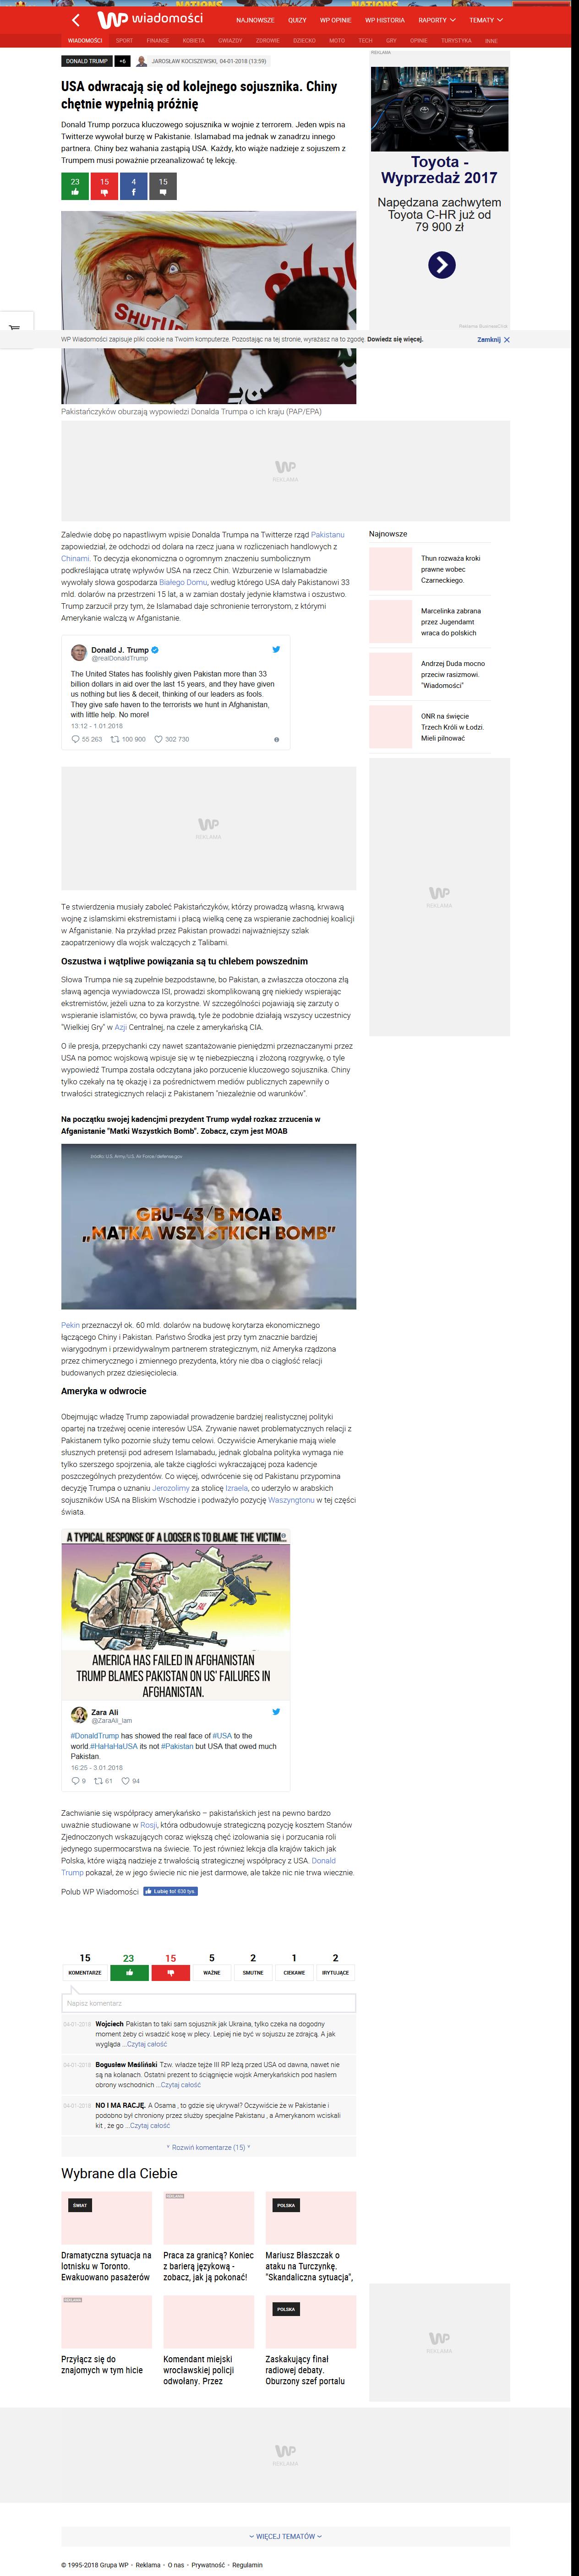 WP wiadomości
NAJNOWSZE QUIZY WP OPINIE WP HISTORIA RAPORTY TEMATY
WIADOMOŚCI SPORT FINANSE KOBIETA GWIAZDY ZDROWIE DZIECKO MOTO TECH GRY OPINIE TURYSTYKA INNE
DONALD TRUMP +6 JAROSŁAW KOCISZEWSKI, 04-01-2018 (13:59)
USA odwracają się od kolejnego sojusznika. Chiny
chętnie wypełnią próżnię
Donald Trump porzuca kluczowego sojusznika w wojnie z terrorem. Jeden wpis na
Twitterze wywołał burzę w Pakistanie. Islamabad ma jednak w zanadrzu innego
partnera. Chiny bez wahania zastąpią USA. Każdy, kto wiąże nadzieje z sojuszem z
Trumpem musi poważnie przeanalizować tę lekcję.
23 15 4 15
REKLAMA
Toyota -
Wyprzedaż 2017
Napędzana zachwytem
Toyota C-HR już od
79 900 zł
Reklama BusinessClick
SHUTUP
WP Wiadomości zapisuje pliki cookie na Twoim komputerze. Pozostając na tej stronie, wyrażasz na to zgodę. Dowiedz się więcej.
Zamknij
Pakistańczyków oburzają wypowiedzi Donalda Trumpa o ich kraju (PAP/EPA)
WP
REKLAMA
Zaledwie dobę po napastliwym wpisie Donalda Trumpa na Twitterze rząd Pakistanu
zapowiedział, że odchodzi od dolara na rzecz juana w rozliczeniach handlowych z
Chinami. To decyzja ekonomiczna o ogromnym znaczeniu sumbolicznym
podkreślająca utratę wpływów USA na rzecz Chin. Wzburzenie w Islamabadzie
wywołały słowa gospodarza Białego Domu, według którego USA dały Pakistanowi 33
mld. dolarów na przestrzeni 15 lat, a w zamian dostały jedynie kłamstwa i oszustwo.
Trump zarzucił przy tym, że Islamabad daje schronienie terrorystom, z którymi
Amerykanie walczą w Afganistanie.
Najnowsze
Thun rozważa kroki
prawne wobec
Czarneckiego.
Marcelinka zabrana
przez Jugendamt
wraca do polskich
Andrzej Duda mocno
przeciw rasizmowi.
"Wiadomości"
ONR na święcie
Trzech Króli w Łodzi.
Mieli pilnować
Donald J. Trump
@realDonaldTrump
The United States has foolishly given Pakistan more than 33
billion dollars in aid over the last 15 years, and they have given
us nothing but lies & deceit, thinking of our leaders as fools.
They give safe haven to the terrorists we hunt in Afghanistan,
with little help. No more!
13:12 - 1.01.2018
55 263 100 900 302 730
WP
REKLAMA
WP
REKLAMA
Te stwierdzenia musiały zaboleć Pakistańczyków, którzy prowadzą własną, krwawą
wojnę z islamskimi ekstremistami i płacą wielką cenę za wspieranie zachodniej koalicji
w Afganistanie. Na przykład przez Pakistan prowadzi najważniejszy szlak
zaopatrzeniowy dla wojsk walczących z Talibami.
Oszustwa i wątpliwe powiązania są tu chlebem powszednim
Słowa Trumpa nie są zupełnie bezpodstawne, bo Pakistan, a zwłaszcza otoczona złą
sławą agencja wywiadowcza ISI, prowadzi skomplikowaną grę niekiedy wspierając
ekstremistów, jeżeli uzna to za korzystne. W szczególności pojawiają się zarzuty o
wspieranie islamistów, co bywa prawdą, tyle że podobnie działają wszyscy uczestnicy
"Wielkiej Gry" w Azji Centralnej, na czele z amerykańską CIA.
O ile presja, przepychanki czy nawet szantażowanie pieniędzmi przeznaczonymi przez
USA na pomoc wojskową wpisuje się w tę niebezpieczną i złożoną rozgrywkę, o tyle
wypowiedź Trumpa została odczytana jako porzucenie kluczowego sojusznika. Chiny
tylko czekały na tę okazję i za pośrednictwem mediów publicznych zapewniły o
trwałości strategicznych relacji z Pakistanem "niezależnie od warunków".
Na początku swojej kadencjmi prezydent Trump wydał rozkaz zrzucenia w
Afganistanie "Matki Wszystkich Bomb". Zobacz, czym jest MOAB
źródło: U.S. Army/U.S. Air Force/defense.gov
GBU-43/B MOAB
„MATKA WSZYSTKICH BOMB”
Pekin przeznaczył ok. 60 mld. dolarów na budowę korytarza ekonomicznego
łączącego Chiny i Pakistan. Państwo Środka jest przy tym znacznie bardziej
wiarygodnym i przewidywalnym partnerem strategicznym, niż Ameryka rządzona
przez chimerycznego i zmiennego prezydenta, który nie dba o ciągłość relacji
budowanych przez dziesięciolecia.
Ameryka w odwrocie
Obejmując władzę Trump zapowiadał prowadzenie bardziej realistycznej polityki
opartej na trzeźwej ocenie interesów USA. Zrywanie nawet problematycznych relacji z
Pakistanem tylko pozornie służy temu celowi. Oczywiście Amerykanie mają wiele
słusznych pretensji pod adresem Islamabadu, jednak globalna polityka wymaga nie
tylko szerszego spojrzenia, ale także ciągłości wykraczającej poza kadencje
poszczególnych prezydentów. Co więcej, odwrócenie się od Pakistanu przypomina
decyzję Trumpa o uznaniu Jerozolimy za stolicę Izraela, co uderzyło w arabskich
sojuszników USA na Bliskim Wschodzie i podważyło pozycję Waszyngtonu w tej części
świata.
A TYPICAL RESPONSE OF A LOOSER IS TO BLAME THE VICTIM...
AMERICA HAS FAILED IN AFGHANISTAN
TRUMP BLAMES PAKISTAN ON US' FAILURES IN
AFGHANISTAN.
Zara Ali
@ZaraAli_Iam
#DonaldTrump has showed the real face of #USA to the
world.#HaHaHaUSA its not #Pakistan but USA that owed much
Pakistan.
16:25 - 3.01.2018
9 61 94
Zachwianie się współpracy amerykańsko – pakistańskich jest na pewno bardzo
uważnie studiowane w Rosji, która odbudowuje strategiczną pozycję kosztem Stanów
Zjednoczonych wskazujących coraz większą chęć izolowania się i porzucania roli
jedynego supermocarstwa na świecie. To jest również lekcja dla krajów takich jak
Polska, które wiążą nadzieje z trwałością strategicznej współpracy z USA. Donald
Trump pokazał, że w jego świecie nic nie jest darmowe, ale także nic nie trwa wiecznie.
Polub WP Wiadomości Lubię to! 630 tys.
15 23 15 5 2 1 2
KOMENTARZE WAŻNE SMUTNE CIEKAWE IRYTUJĄCE
Napisz komentarz
04-01-2018 Wojciech Pakistan to taki sam sojusznik jak Ukraina, tylko czeka na dogodny
moment żeby ci wsadzić kosę w plecy. Lepiej nie być w sojuszu ze zdrajcą. A jak
wygląda ...Czytaj całość
04-01-2018 Bogusław Maśliński Tzw. władze tejże III RP leżą przed USA od dawna, nawet nie
są na kolanach. Ostatni prezent to ściągnięcie wojsk Amerykańskich pod hasłem
obrony wschodnich ...Czytaj całość
04-01-2018 NO I MA RACJĘ. A Osama , to gdzie się ukrywał? Oczywiście że w Pakistanie i
podobno był chroniony przez służby specjalne Pakistanu , a Amerykanom wciskali
kit , że go ...Czytaj całość
Rozwiń komentarze (15)
Wybrane dla Ciebie
ŚWIAT
REKLAMA
POLSKA
Dramatyczna sytuacja na
lotnisku w Toronto.
Ewakuowano pasażerów
Praca za granicą? Koniec
z barierą językową -
zobacz, jak ją pokonać!
Mariusz Błaszczak o
ataku na Turczynkę.
"Skandaliczna sytuacja",
REKLAMA
POLSKA
Przyłącz się do
znajomych w tym hicie
Komendant miejski
wrocławskiej policji
odwołany. Przez
Zaskakujący finał
radiowej debaty.
Oburzony szef portalu
WP
REKLAMA
WP
REKLAMA
WIĘCEJ TEMATÓW
© 1995-2018 Grupa WP • Reklama • O nas • Prywatność • Regulamin